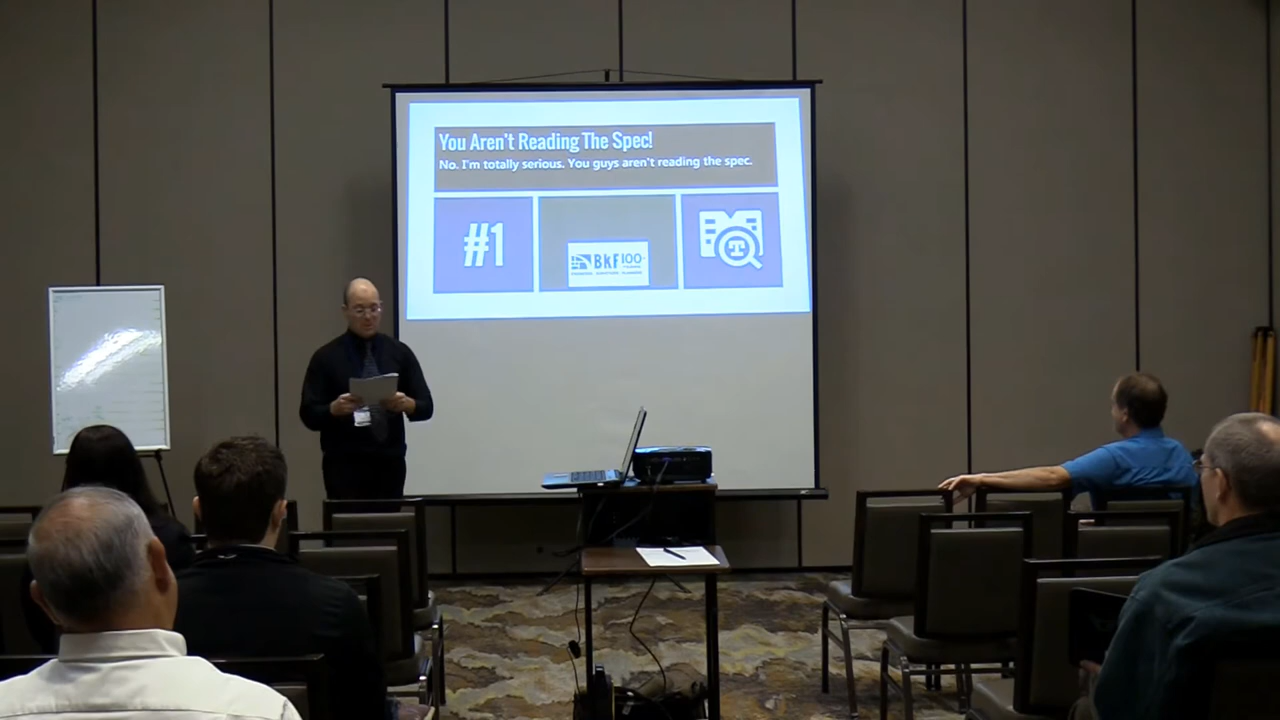 You Aren't Reading The Spec!
No. I'm totally serious. You guys aren't reading the spec.
#1
BKF 100
T